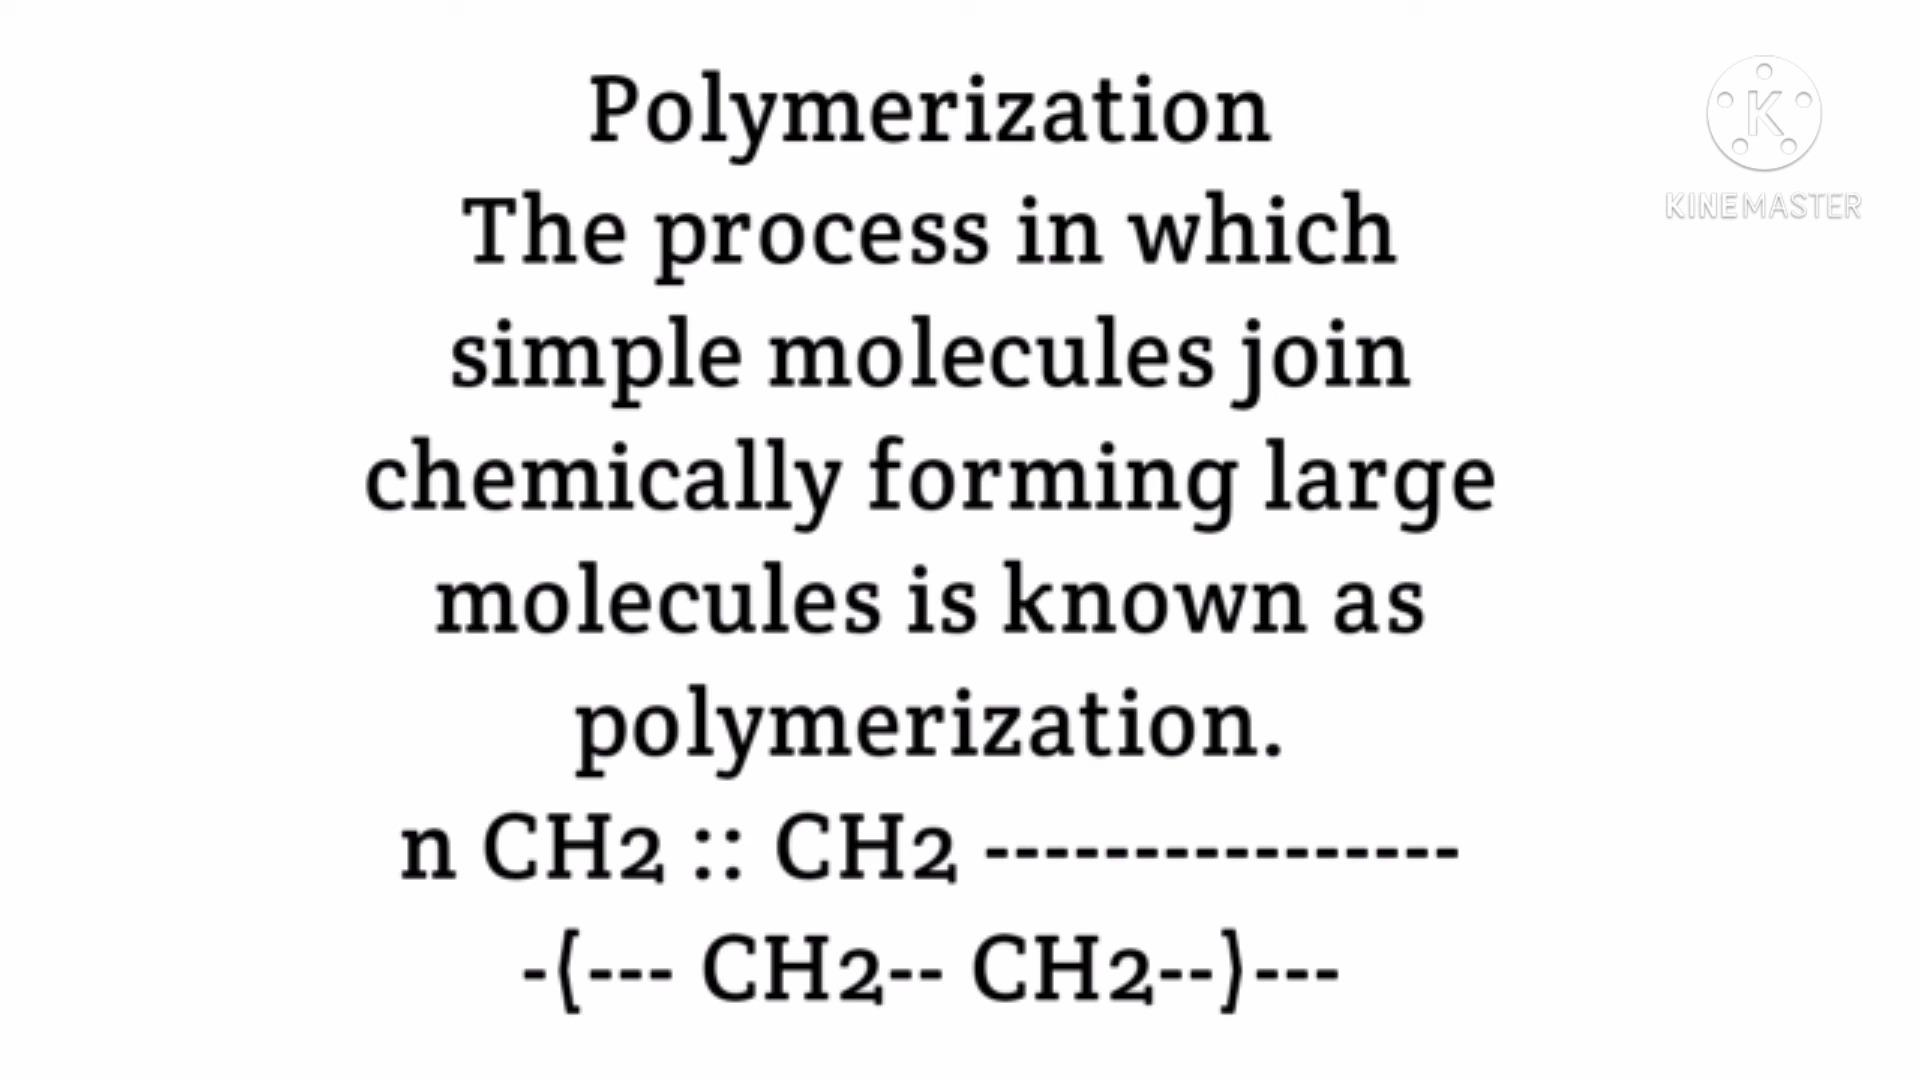 Polymerization
The process in which
simple molecules join
chemically forming large
molecules is known as
polymerization.
n CH2 :: CH2 ----------------
-(--- CH2-- CH2--)---
K
KINEMASTER